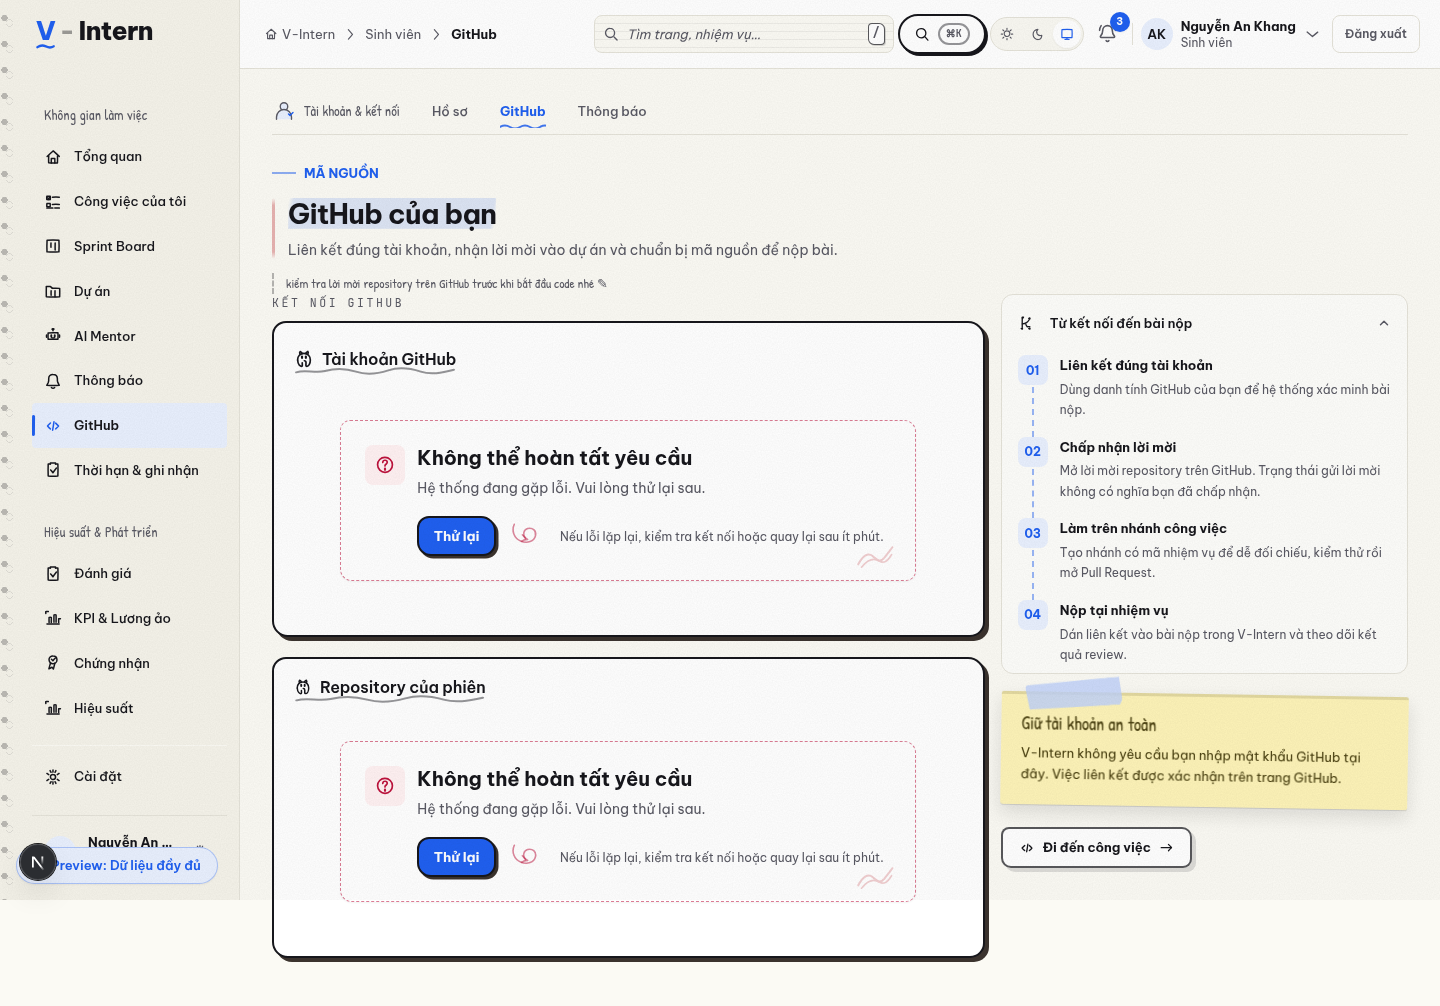 V - Intern
Không gian làm việc
Tổng quan
Công việc của tôi
Sprint Board
Dự án
AI Mentor
Thông báo
GitHub
Thời hạn & ghi nhận
Hiệu suất & Phát triển
Đánh giá
KPI & Lương ảo
Chứng nhận
Hiệu suất
Cài đặt
Nguyễn An ...
Preview: Dữ liệu đầy đủ
N
V-Intern > Sinh viên > GitHub
Tìm trang, nhiệm vụ... /
⌘K
3
AK
Nguyễn An Khang
Sinh viên
Đăng xuất
Tài khoản & kết nối
Hồ sơ
GitHub
Thông báo
MÃ NGUỒN
GitHub của bạn
Liên kết đúng tài khoản, nhận lời mời vào dự án và chuẩn bị mã nguồn để nộp bài.
kiểm tra lời mời repository trên GitHub trước khi bắt đầu code nhé ✎
KẾT NỐI GITHUB
Tài khoản GitHub
Không thể hoàn tất yêu cầu
Hệ thống đang gặp lỗi. Vui lòng thử lại sau.
Thử lại
Nếu lỗi lặp lại, kiểm tra kết nối hoặc quay lại sau ít phút.
Repository của phiên
Không thể hoàn tất yêu cầu
Hệ thống đang gặp lỗi. Vui lòng thử lại sau.
Thử lại
Nếu lỗi lặp lại, kiểm tra kết nối hoặc quay lại sau ít phút.
Từ kết nối đến bài nộp
01
Liên kết đúng tài khoản
Dùng danh tính GitHub của bạn để hệ thống xác minh bài
nộp.
02
Chấp nhận lời mời
Mở lời mời repository trên GitHub. Trạng thái gửi lời mời
không có nghĩa bạn đã chấp nhận.
03
Làm trên nhánh công việc
Tạo nhánh có mã nhiệm vụ để dễ đối chiếu, kiểm thử rồi
mở Pull Request.
04
Nộp tại nhiệm vụ
Dán liên kết vào bài nộp trong V-Intern và theo dõi kết
quả review.
Giữ tài khoản an toàn
V-Intern không yêu cầu bạn nhập mật khẩu GitHub tại
đây. Việc liên kết được xác nhận trên trang GitHub.
Đi đến công việc →